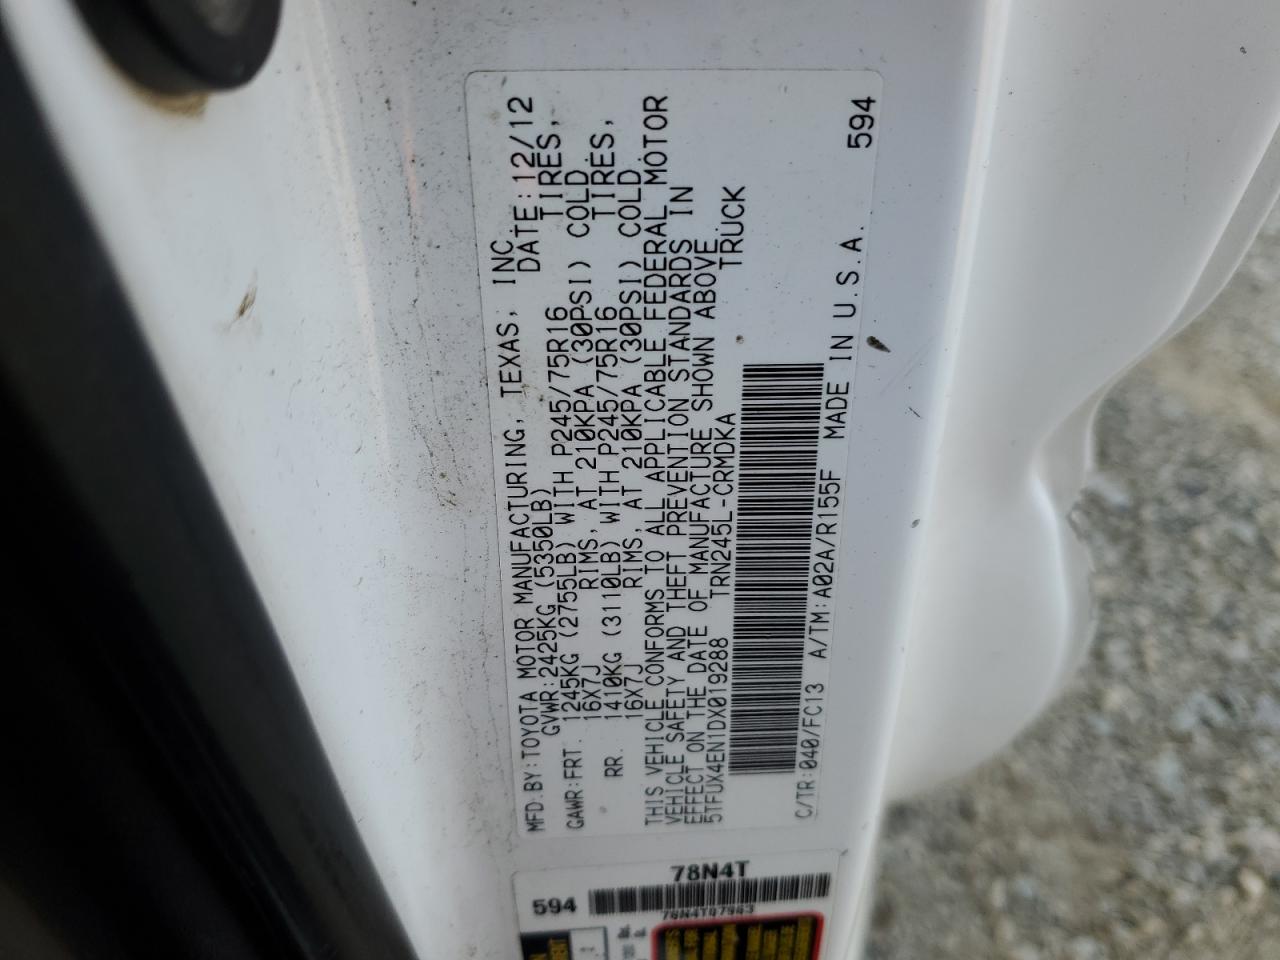 MFD.BY:TOYOTA MOTOR MANUFACTURING, TEXAS, INC.
GVWR:2425KG (5350LB) DATE:12/12
GAWR:FRT. 1245KG (2755LB) WITH P245/75R16 TIRES,
16X7J RIMS, AT 210KPA (30PSI) COLD
RR. 1410KG (3110LB) WITH P245/75R16 TIRES,
16X7J RIMS, AT 210KPA (30PSI) COLD
THIS VEHICLE CONFORMS TO ALL APPLICABLE FEDERAL MOTOR
VEHICLE SAFETY AND THEFT PREVENTION STANDARDS IN
EFFECT ON THE DATE OF MANUFACTURE SHOWN ABOVE.
5TFUX4EN1DX019288 TRN245L-CRMDKA TRUCK
C/TR:040/FC13 A/TM:A02A/R155F MADE IN U.S.A. 594
78N4T
594